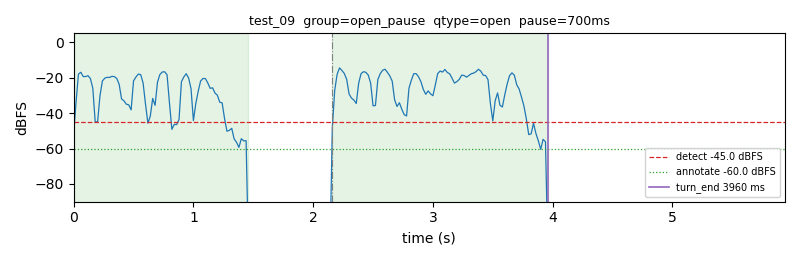 test_09  group=open_pause  qtype=open  pause=700ms
0
−20
−40
−60
−80
dBFS
0 1 2 3 4 5
time (s)
detect -45.0 dBFS
annotate -60.0 dBFS
turn_end 3960 ms